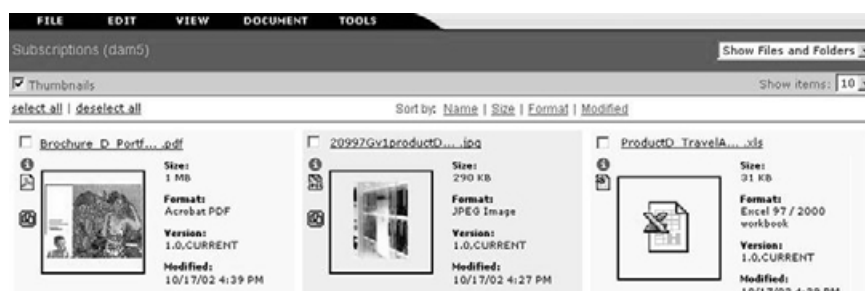 FILE EDIT VIEW DOCUMENT TOOLS
Subscriptions (dam5)
Show Files and Folders
Thumbnails
Show items: 10
select all | deselect all
Sort by: Name | Size | Format | Modified
Brochure_D_Portf... .pdf
Size:
1 MB
Format:
Acrobat PDF
Version:
1.0,CURRENT
Modified:
10/17/02 4:39 PM
20997Gv1productD... .jpg
Size:
290 KB
Format:
JPEG Image
Version:
1.0,CURRENT
Modified:
10/17/02 4:27 PM
ProductD_TravelA... .xls
Size:
31 KB
Format:
Excel 97 / 2000
workbook
Version:
1.0,CURRENT
Modified: